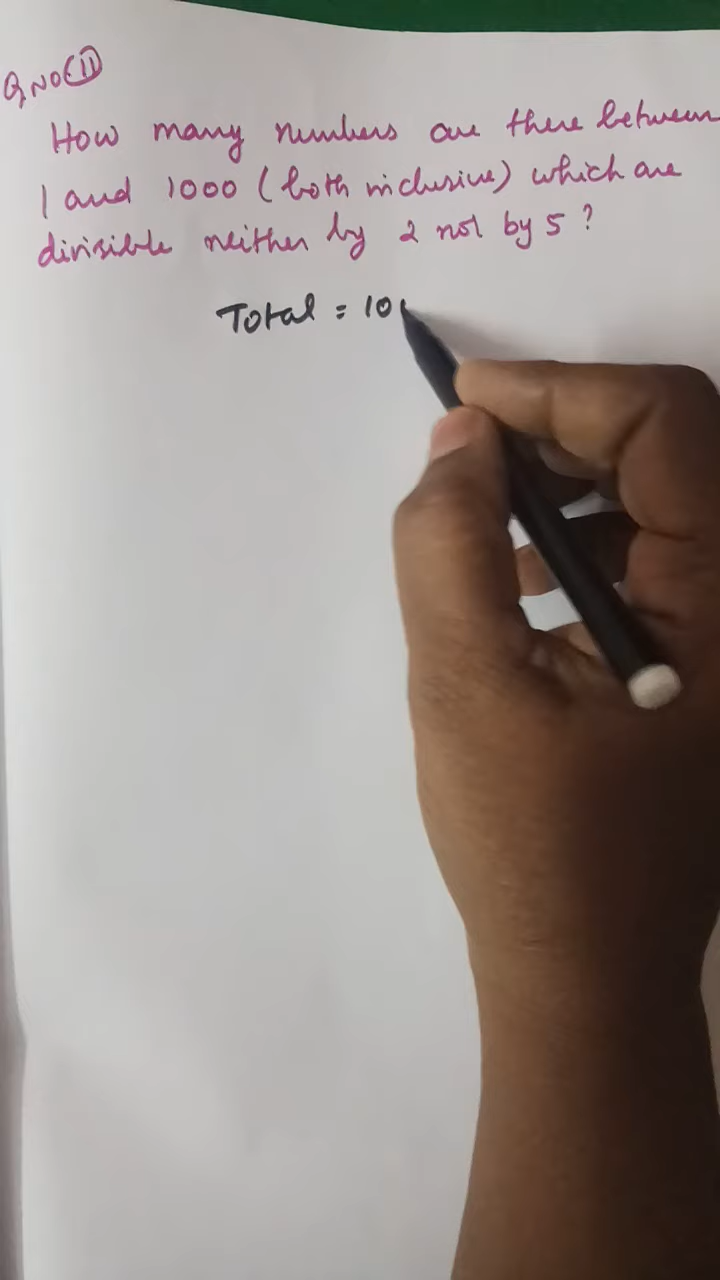 Q NO (11)
How many numbers are there between
1 and 1000 (both inclusive) which are
divisible neither by 2 not by 5 ?
Total = 10